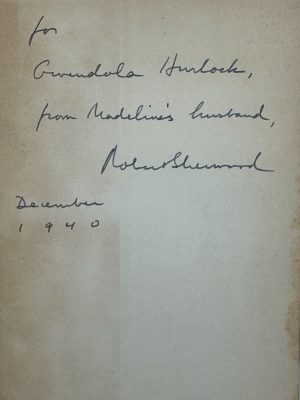 for
Gwendola Hurlock,
from Madeline's husband,
Robert Sherwood
December
1940